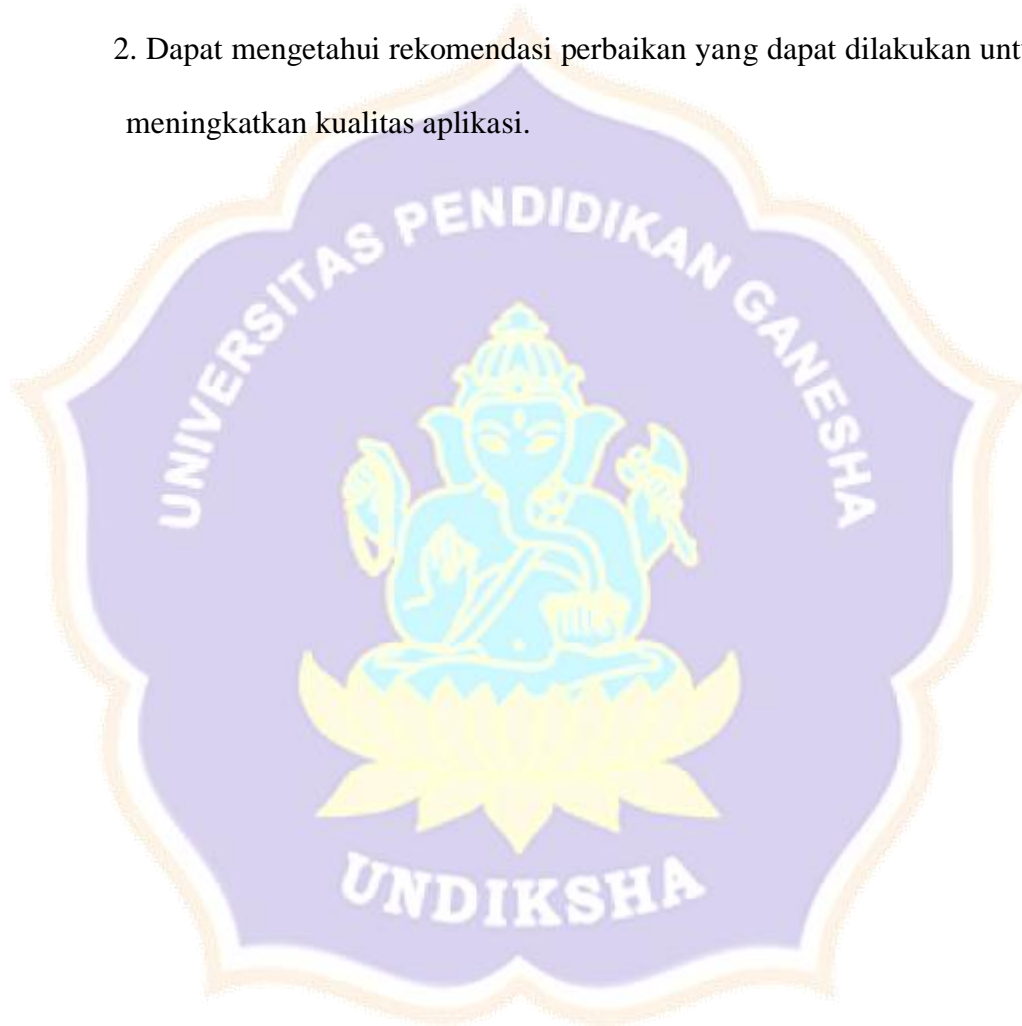 2. Dapat mengetahui rekomendasi perbaikan yang dapat dilakukan unt
meningkatkan kualitas aplikasi.
UNIVERSITAS PENDIDIKAN GANESHA
UNDIKSHA